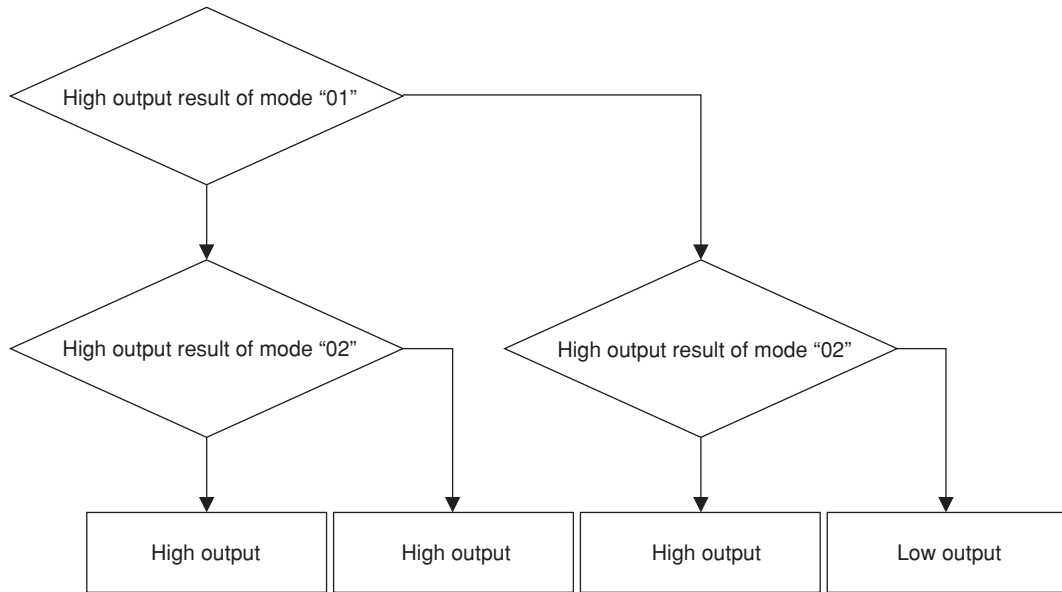 High output result of mode “01”
High output result of mode “02”
High output result of mode “02”
High output
High output
High output
Low output